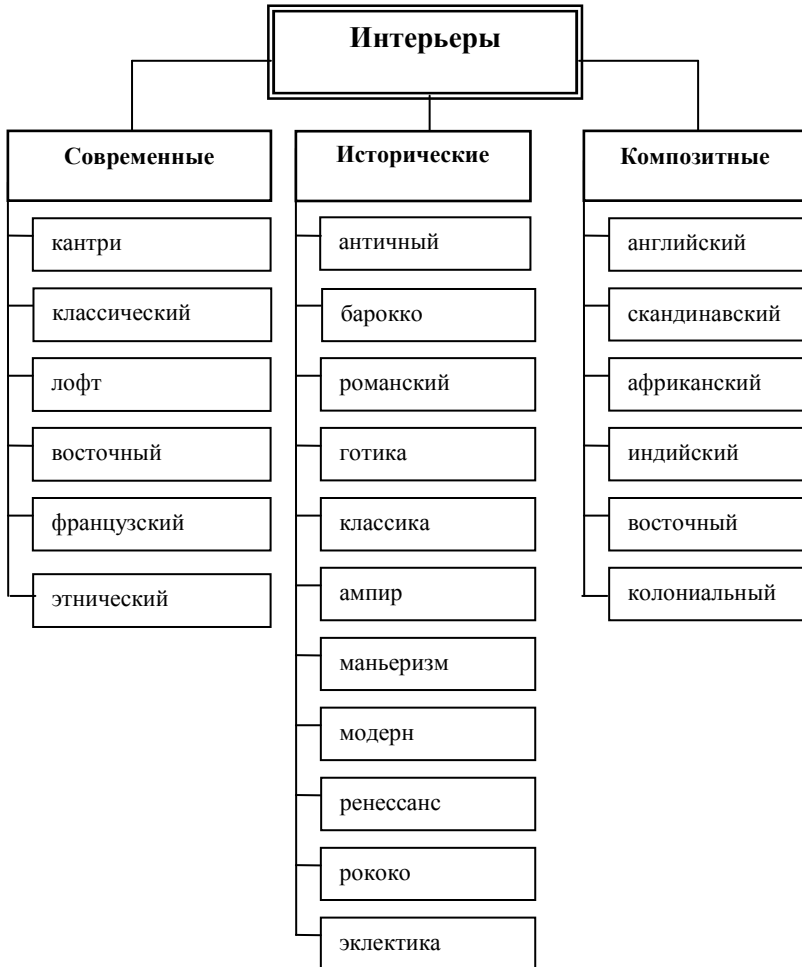 Интерьеры
Современные
кантри
классический
лофт
восточный
французский
этнический
Исторические
античный
барокко
романский
готика
классика
ампир
маньеризм
модерн
ренессанс
рококо
эклектика
Композитные
английский
скандинавский
африканский
индийский
восточный
колониальный